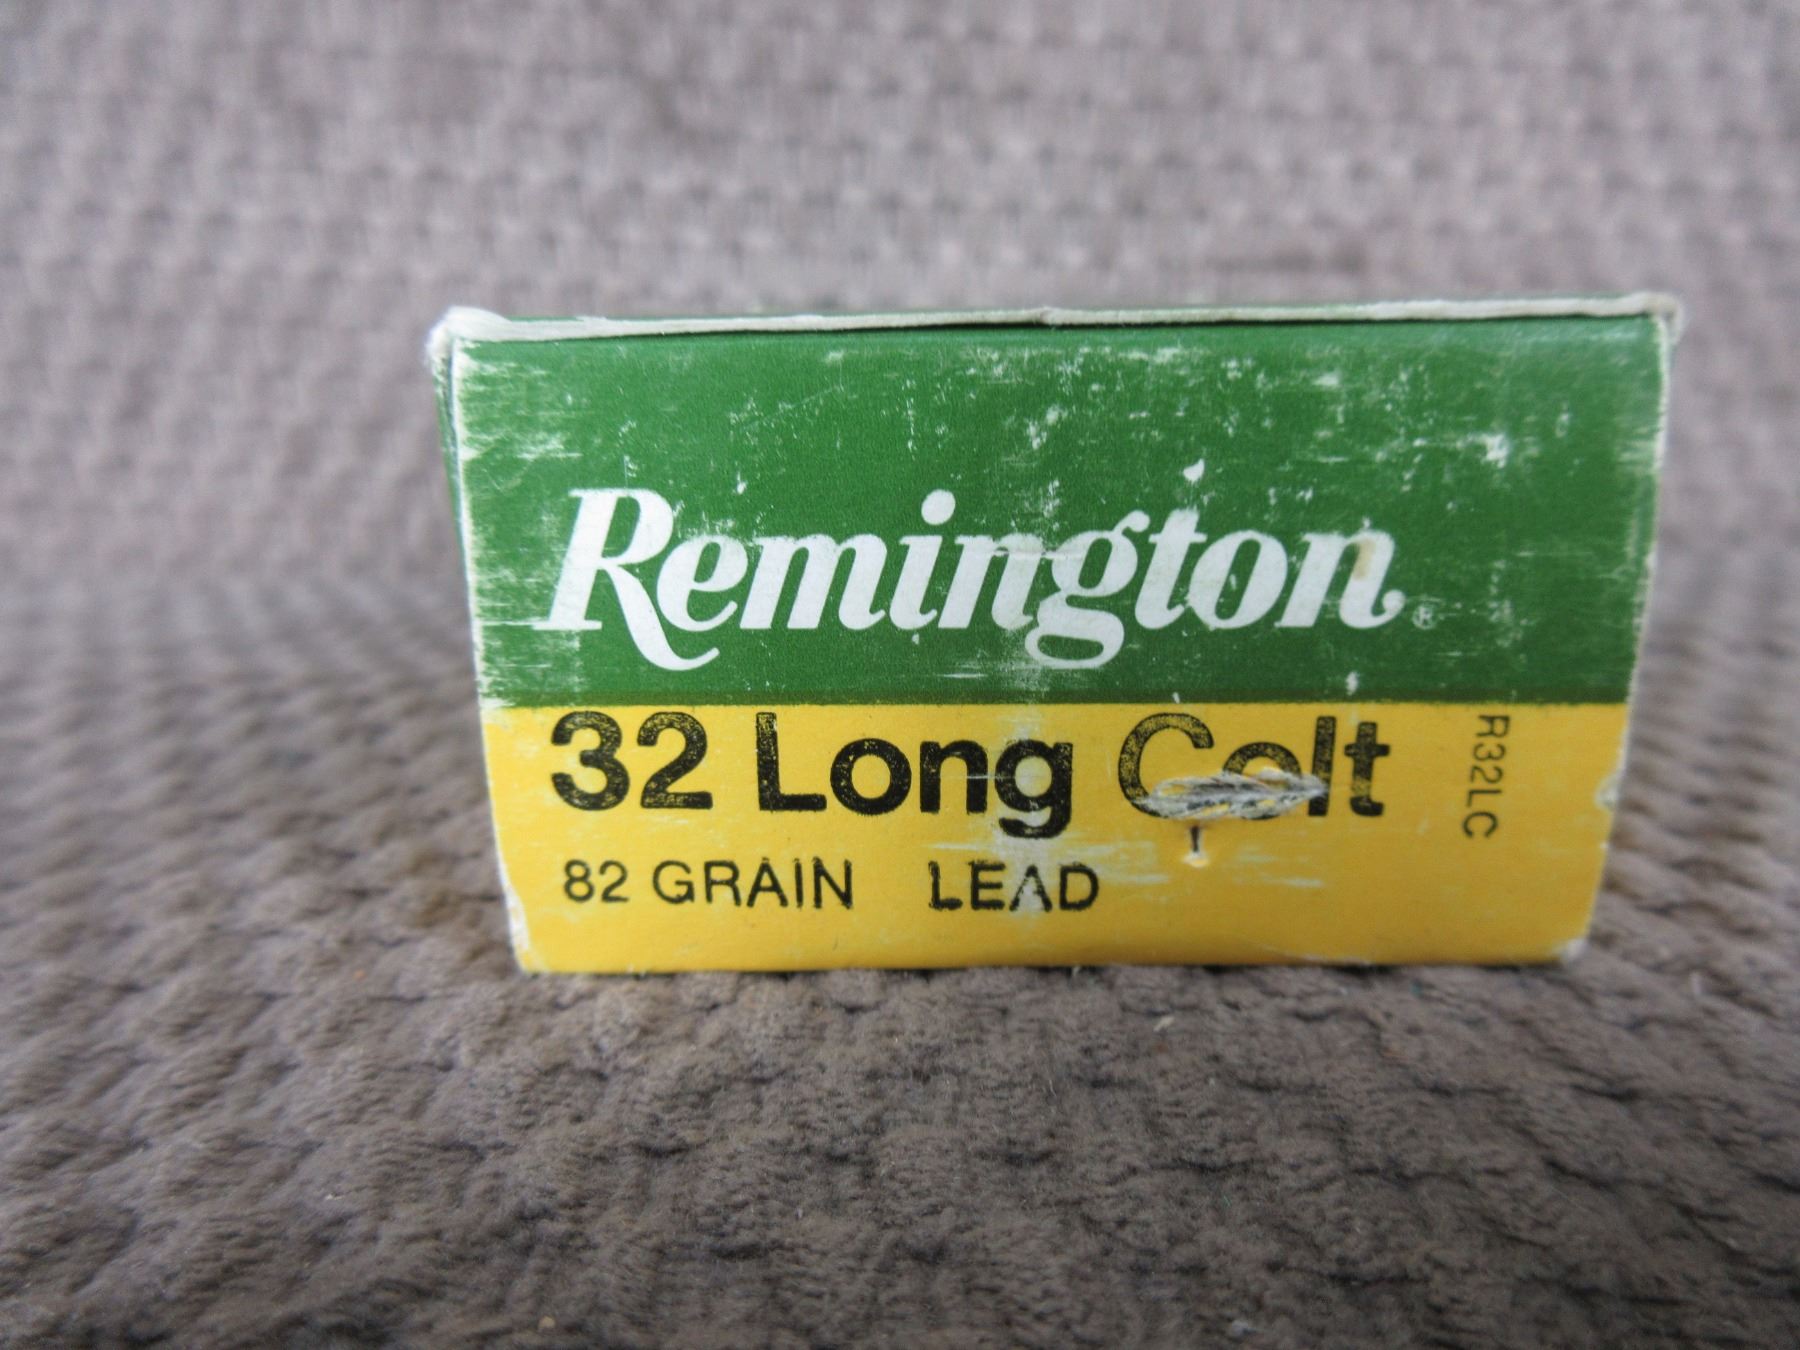 Remington®
32 Long Colt
82 GRAIN LEAD
R32LC